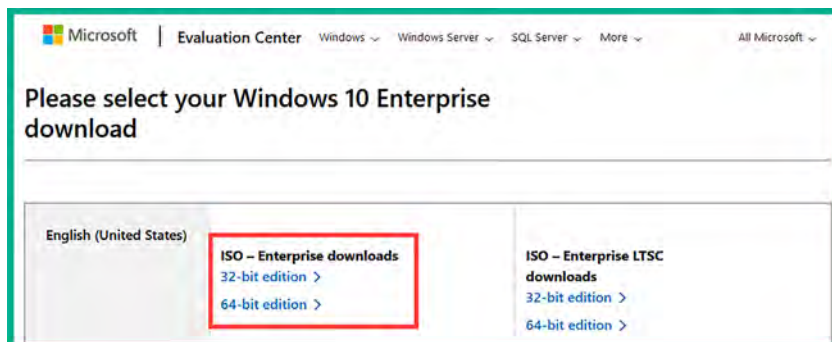 Microsoft | Evaluation Center Windows Windows Server SQL Server More All Microsoft
Please select your Windows 10 Enterprise
download
English (United States)
ISO – Enterprise downloads
32-bit edition >
64-bit edition >
ISO – Enterprise LTSC
downloads
32-bit edition >
64-bit edition >